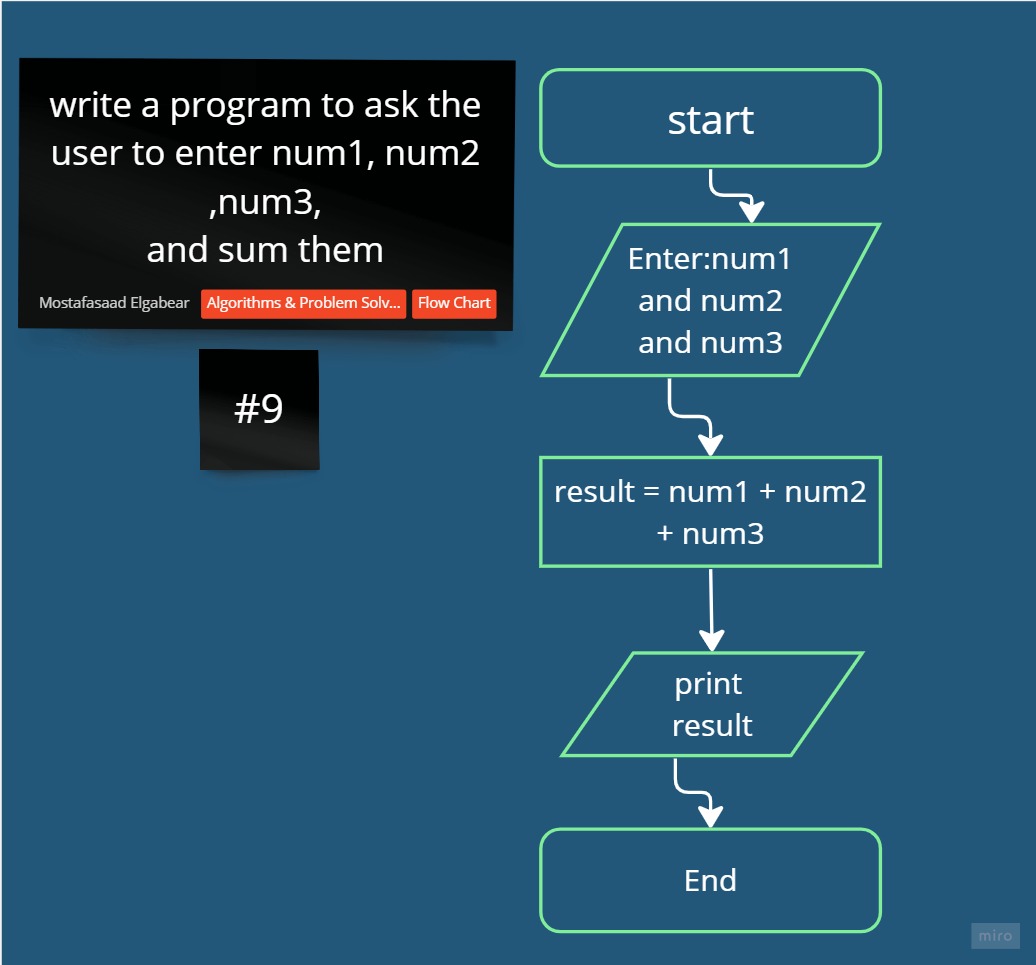 write a program to ask the
user to enter num1, num2
,num3,
and sum them
Mostafasaad Elgabear Algorithms & Problem Solv... Flow Chart
#9
start
Enter:num1
and num2
and num3
result = num1 + num2
+ num3
print
result
End
miro